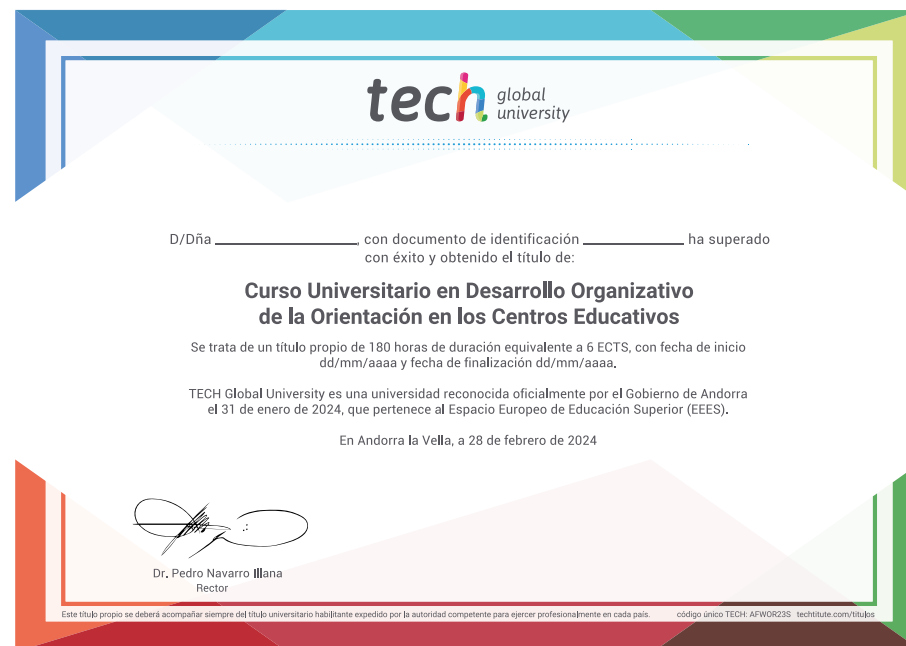 tech global
university
D/Dña ______________, con documento de identificación __________ ha superado
con éxito y obtenido el título de:
Curso Universitario en Desarrollo Organizativo
de la Orientación en los Centros Educativos
Se trata de un título propio de 180 horas de duración equivalente a 6 ECTS, con fecha de inicio
dd/mm/aaaa y fecha de finalización dd/mm/aaaa.
TECH Global University es una universidad reconocida oficialmente por el Gobierno de Andorra
el 31 de enero de 2024, que pertenece al Espacio Europeo de Educación Superior (EEES).
En Andorra la Vella, a 28 de febrero de 2024
Dr. Pedro Navarro Illana
Rector
Este título propio se deberá acompañar siempre del título universitario habilitante expedido por la autoridad competente para ejercer profesionalmente en cada país. código único TECH: AFWOR23S techtitute.com/titulos